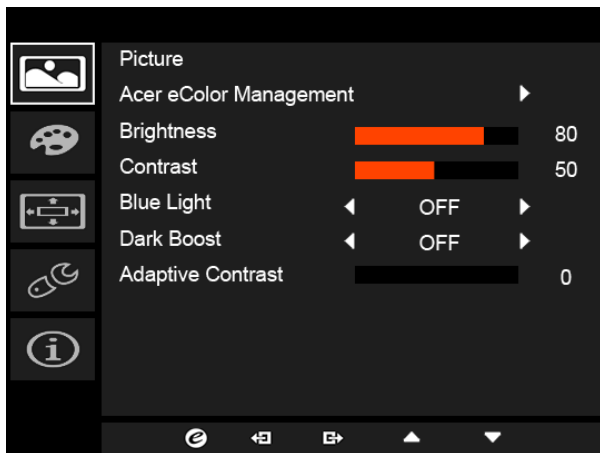 Picture
Acer eColor Management
Brightness 80
Contrast 50
Blue Light OFF
Dark Boost OFF
Adaptive Contrast 0